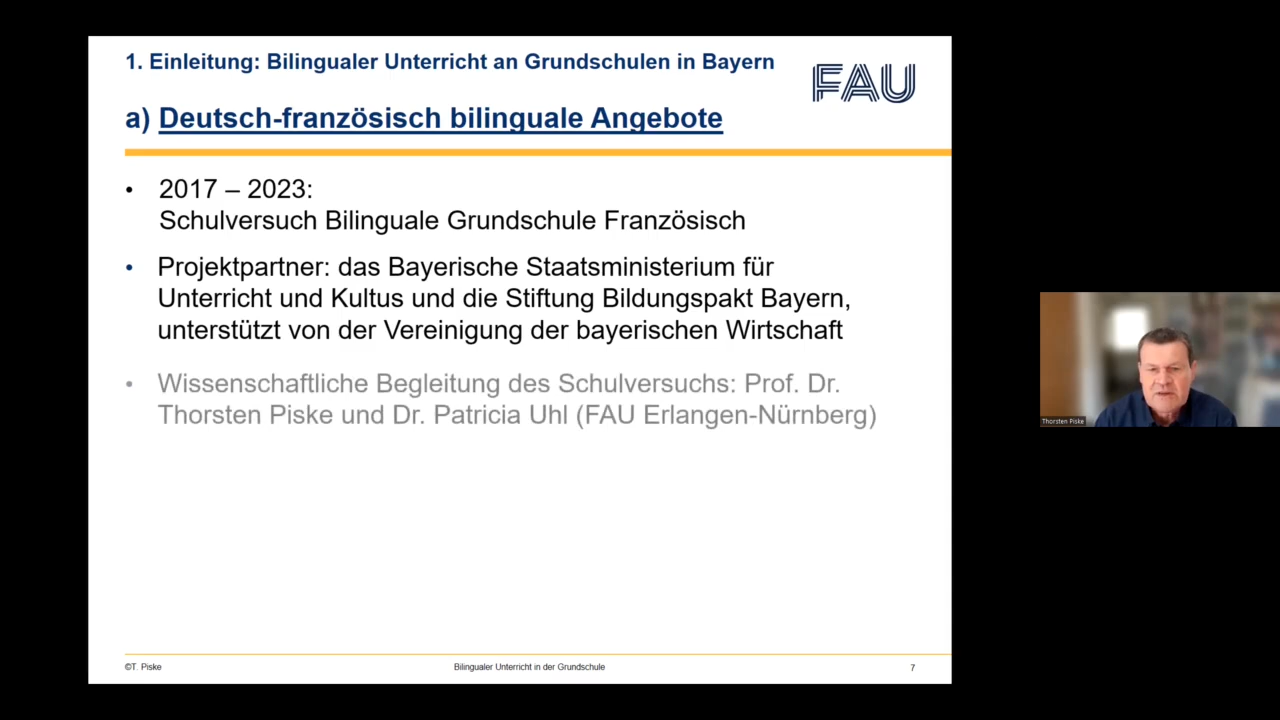 1. Einleitung: Bilingualer Unterricht an Grundschulen in Bayern
FAU
a) Deutsch-französisch bilinguale Angebote
• 2017 – 2023:
Schulversuch Bilinguale Grundschule Französisch
• Projektpartner: das Bayerische Staatsministerium für
Unterricht und Kultus und die Stiftung Bildungspakt Bayern,
unterstützt von der Vereinigung der bayerischen Wirtschaft
• Wissenschaftliche Begleitung des Schulversuchs: Prof. Dr.
Thorsten Piske und Dr. Patricia Uhl (FAU Erlangen-Nürnberg)
Thorsten Piske
©T. Piske
Bilingualer Unterricht in der Grundschule
7